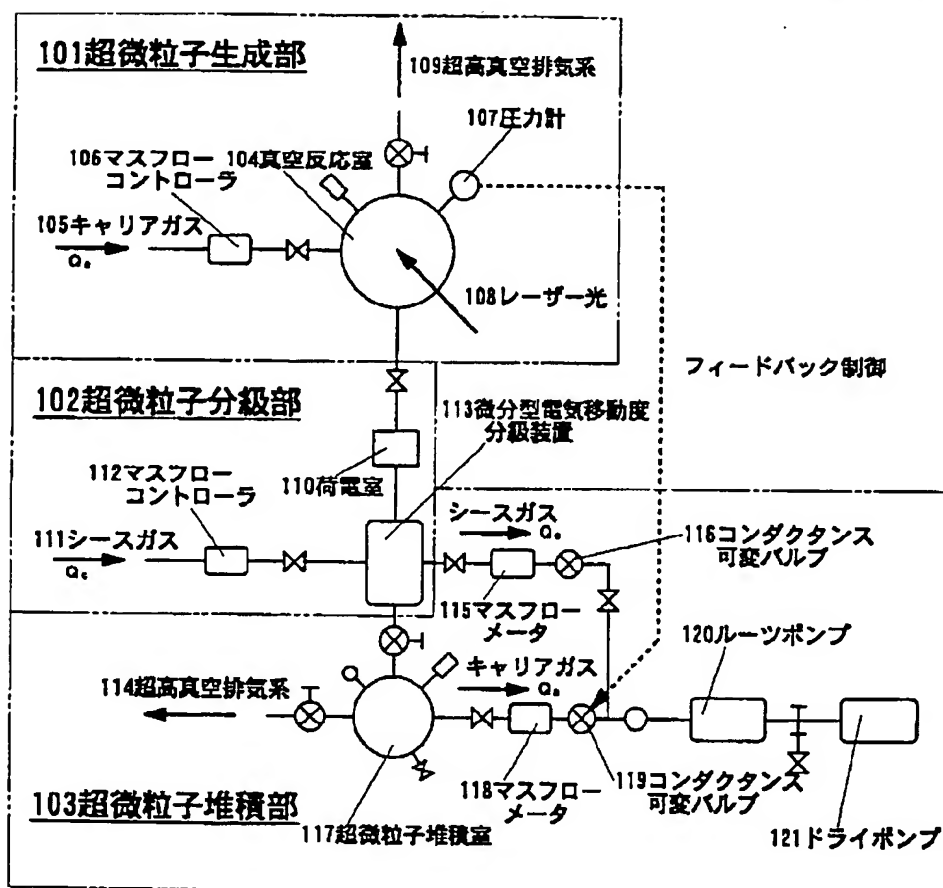 101超微粒子生成部
109超高真空排気系
107圧力計
106マスフロー
コントローラ
104真空反応室
105キャリアガス
108レーザー光
フィードバック制御
102超微粒子分級部
113微分型電気移動度
分級装置
110荷電室
112マスフロー
コントローラ
シースガス
116コンダクタンス
可変バルブ
111シースガス
Qc
115マスフロー
メータ
120ルーツポンプ
キャリアガス
114超高真空排気系
118マスフロー
メータ
119コンダクタンス
可変バルブ
103超微粒子堆積部
117超微粒子堆積室
121ドライポンプ